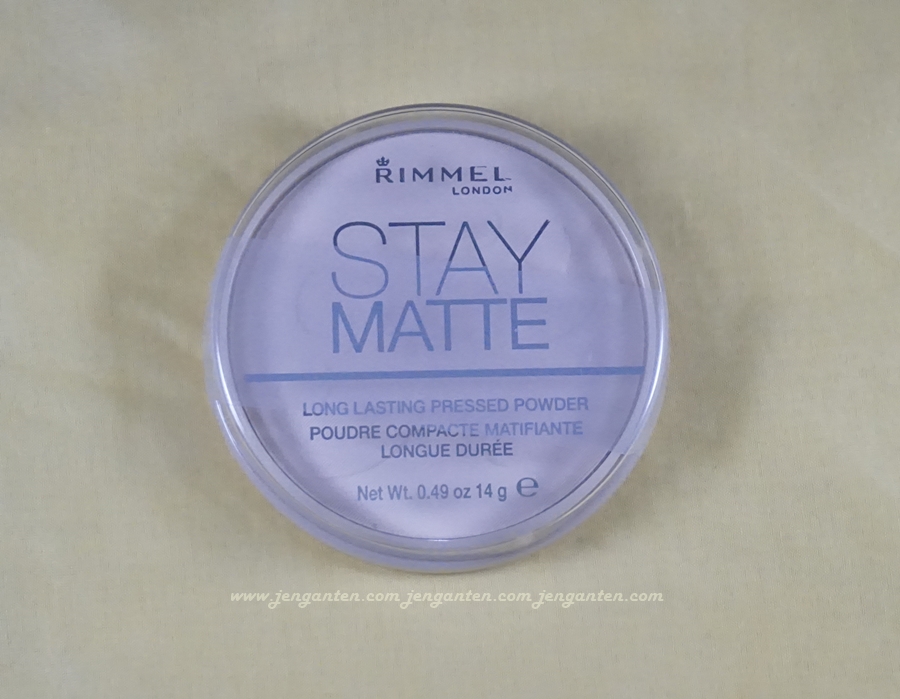 RIMMEL
LONDON
STAY
MATTE
LONG LASTING PRESSED POWDER
POUDRE COMPACTE MATIFIANTE
LONGUE DURÉE
Net Wt. 0.49 oz 14 g ℮
www.jenganten.com jenganten.com jenganten.com